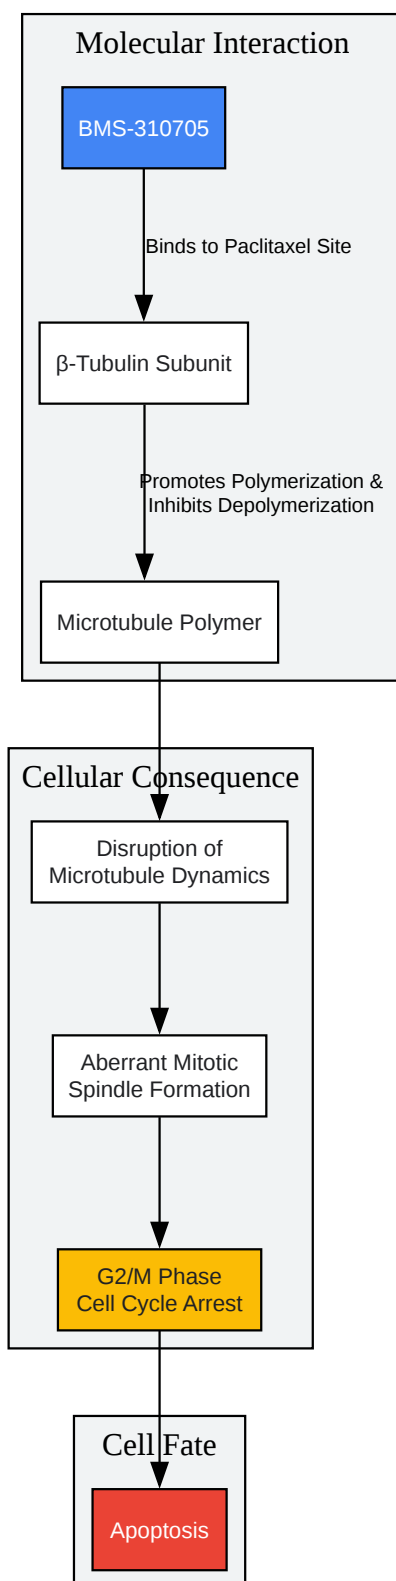 Molecular Interaction
BMS-310705
Binds to Paclitaxel Site
β-Tubulin Subunit
Promotes Polymerization &
Inhibits Depolymerization
Microtubule Polymer
Cellular Consequence
Disruption of
Microtubule Dynamics
Aberrant Mitotic
Spindle Formation
G2/M Phase
Cell Cycle Arrest
Cell Fate
Apoptosis